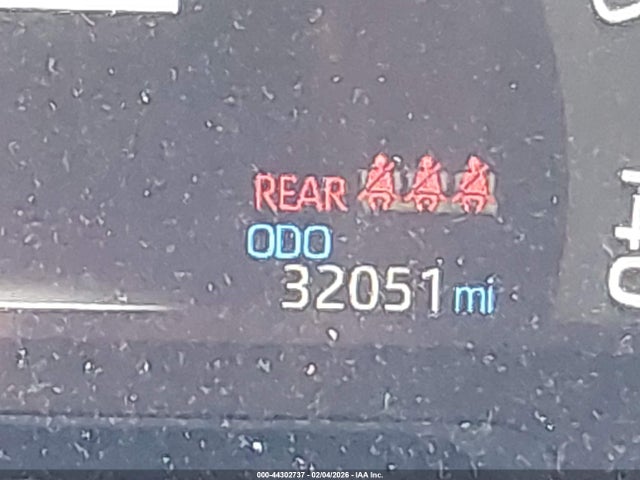 REAR
ODO
32051 mi
000-44302737 - 02/04/2026 - IAA Inc.